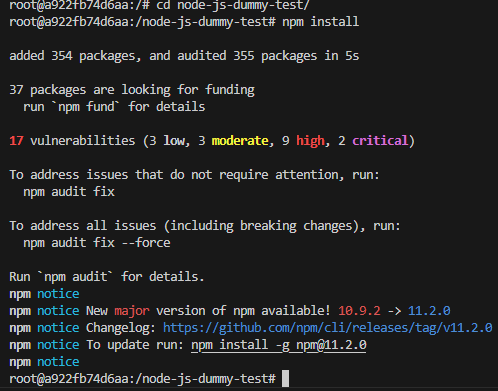 root@a922fb74d6aa:/# cd node-js-dummy-test/
root@a922fb74d6aa:/node-js-dummy-test# npm install
added 354 packages, and audited 355 packages in 5s
37 packages are looking for funding
run `npm fund` for details
17 vulnerabilities (3 low, 3 moderate, 9 high, 2 critical)
To address issues that do not require attention, run:
npm audit fix
To address all issues (including breaking changes), run:
npm audit fix --force
Run `npm audit` for details.
npm notice
npm notice New major version of npm available! 10.9.2 -> 11.2.0
npm notice Changelog: https://github.com/npm/cli/releases/tag/v11.2.0
npm notice To update run: npm install -g npm@11.2.0
npm notice
root@a922fb74d6aa:/node-js-dummy-test#